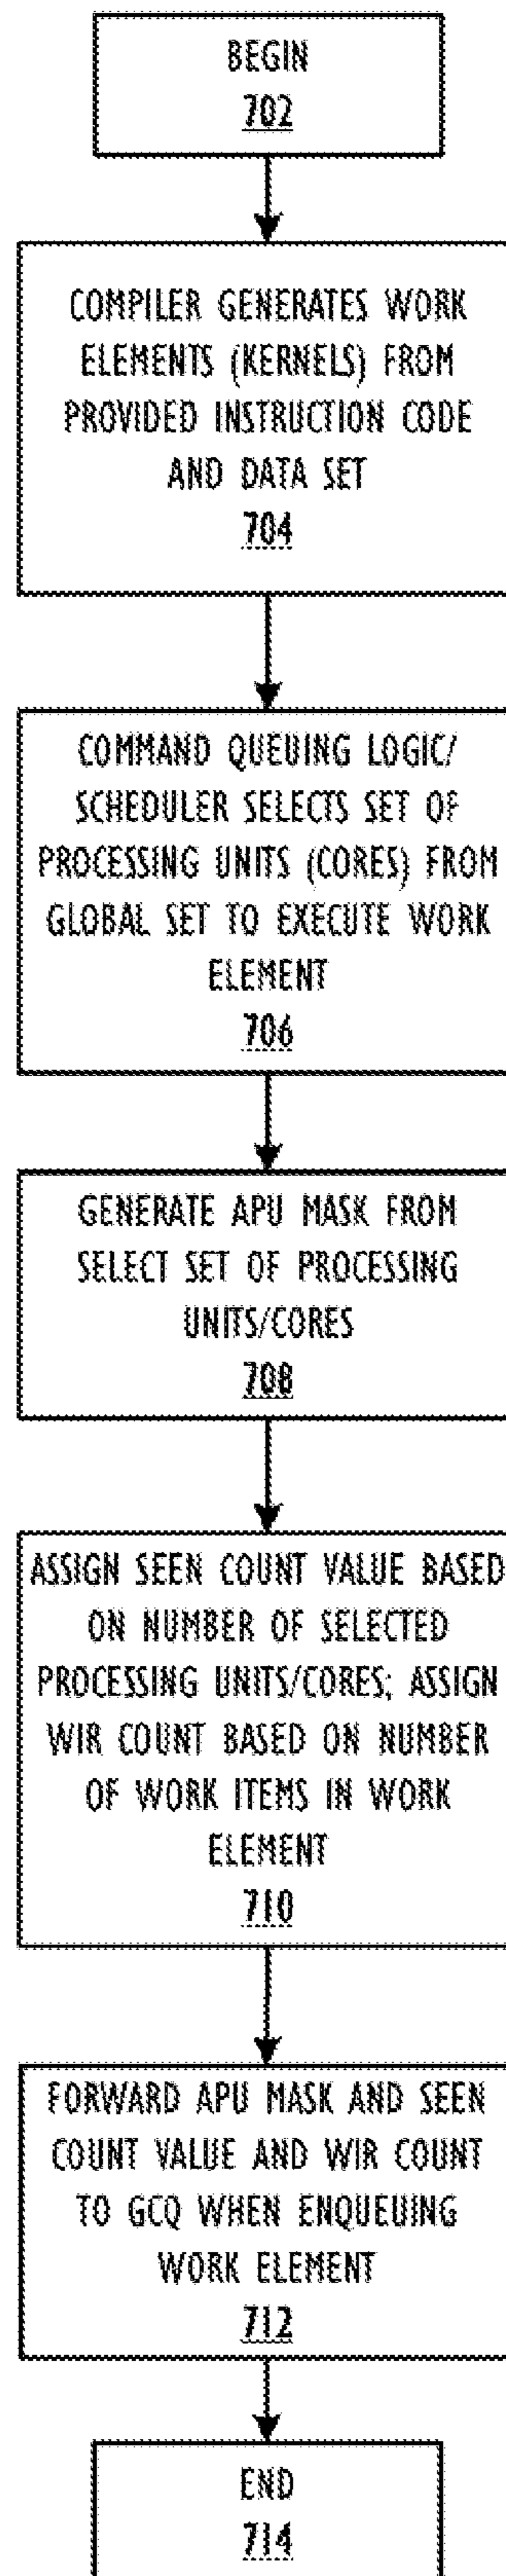 BEGIN
702
COMPILER GENERATES WORK
ELEMENTS (KERNELS) FROM
PROVIDED INSTRUCTION CODE
AND DATA SET
704
COMMAND QUEUING LOGIC/
SCHEDULER SELECTS SET OF
PROCESSING UNITS (CORES) FROM
GLOBAL SET TO EXECUTE WORK
ELEMENT
706
GENERATE APU MASK FROM
SELECT SET OF PROCESSING
UNITS/CORES
708
ASSIGN SEEN COUNT VALUE BASED
ON NUMBER OF SELECTED
PROCESSING UNITS/CORES; ASSIGN
WIR COUNT BASED ON NUMBER
OF WORK ITEMS IN WORK
ELEMENT
710
FORWARD APU MASK AND SEEN
COUNT VALUE AND WIR COUNT
TO GCQ WHEN ENQUEUING
WORK ELEMENT
712
END
714